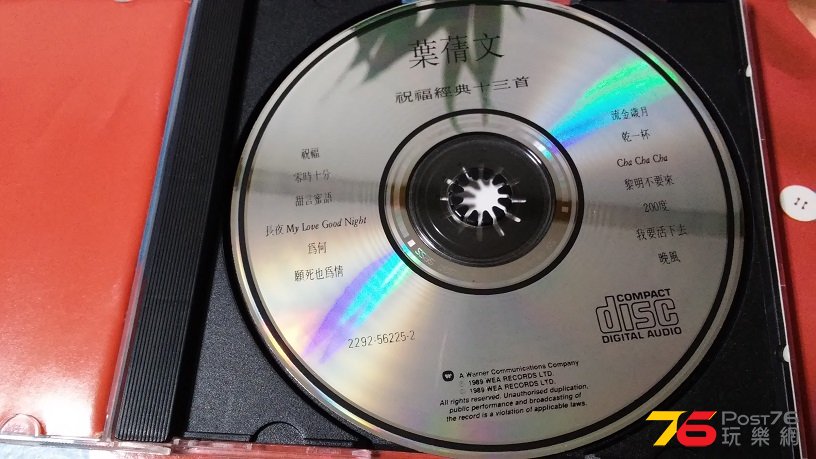 葉蒨文
祝福經典十三首
祝福
零時十分
甜言蜜語
長夜 My Love Good Night
爲何
願死也爲情
流金歲月
乾一杯
Cha Cha Cha
黎明不要來
200度
我要活下去
晚風
2292-56225-2
COMPACT
disc
DIGITAL AUDIO
A Warner Communications Company
℗ 1989 WEA RECORDS LTD.
© 1989 WEA RECORDS LTD.
All rights reserved. Unauthorised duplication,
public performance and broadcasting of
the record is a violation of applicable laws.
76 POST76
玩樂網